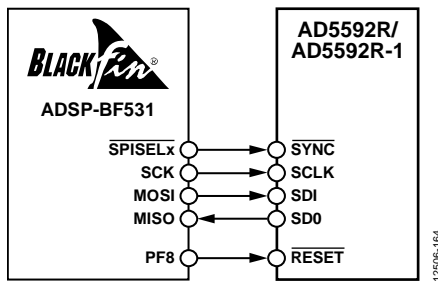 BLACKfin®
ADSP-BF531
AD5592R/
AD5592R-1
SPISELx
SYNC
SCK
SCLK
MOSI
SDI
MISO
SD0
PF8
RESET
12506-164